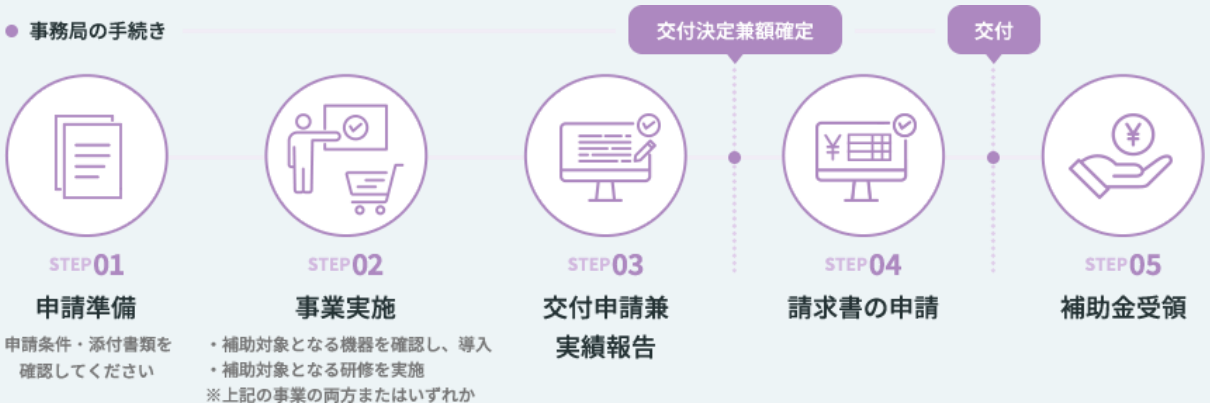 事務局の手続き
交付決定兼額確定
交付
STEP01
申請準備
申請条件・添付書類を
確認してください
STEP02
事業実施
・補助対象となる機器を確認し、導入
・補助対象となる研修を実施
※上記の事業の両方またはいずれか
STEP03
交付申請兼
実績報告
STEP04
請求書の申請
STEP05
補助金受領
¥
¥